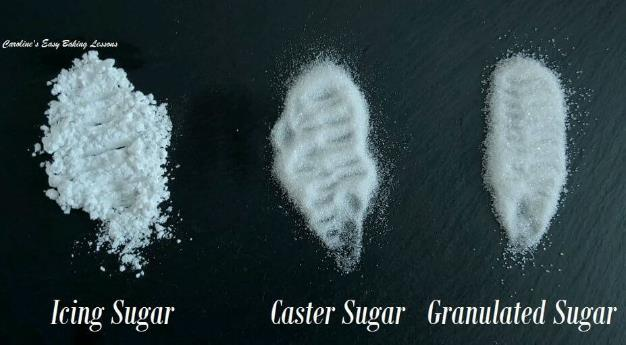 Caroline's Easy Baking Lessons
Icing Sugar
Caster Sugar
Granulated Sugar